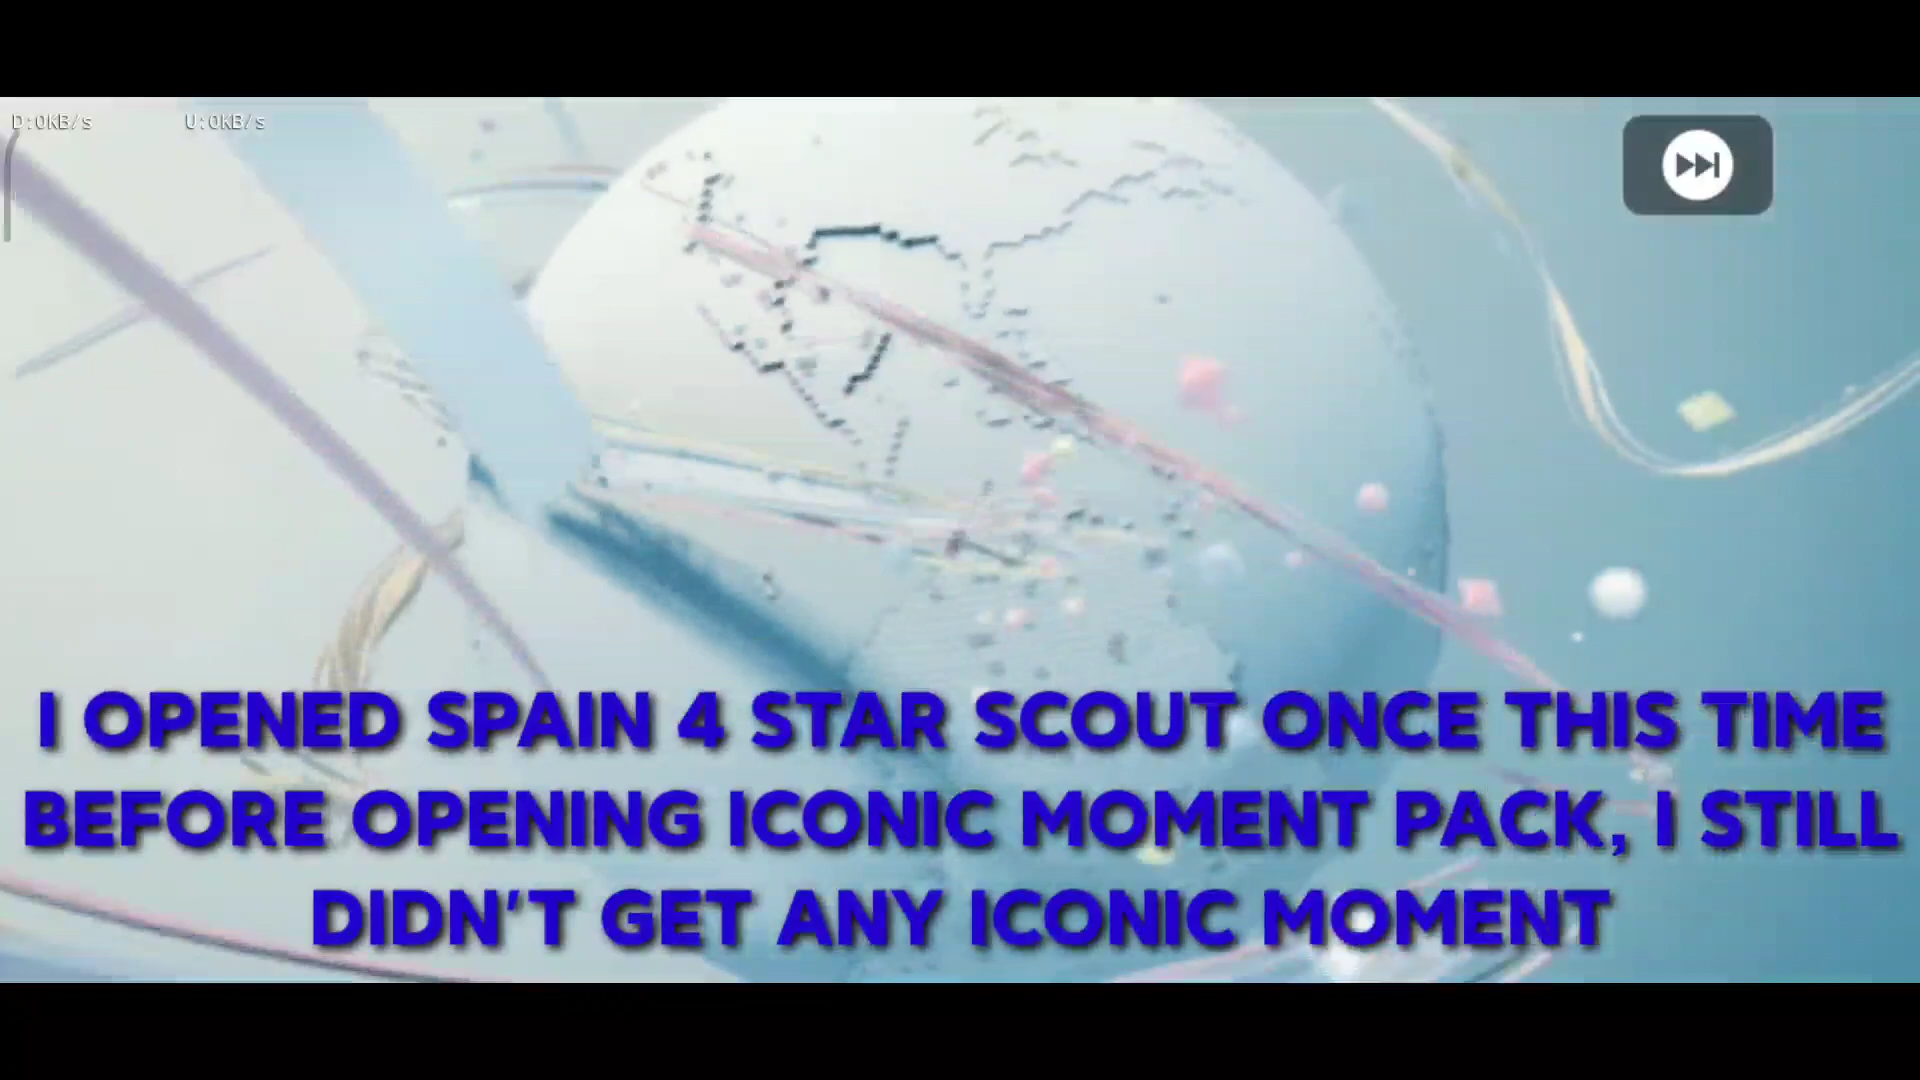 D:0KB/s U:0KB/s
I OPENED SPAIN 4 STAR SCOUT ONCE THIS TIME
BEFORE OPENING ICONIC MOMENT PACK, I STILL
DIDN'T GET ANY ICONIC MOMENT